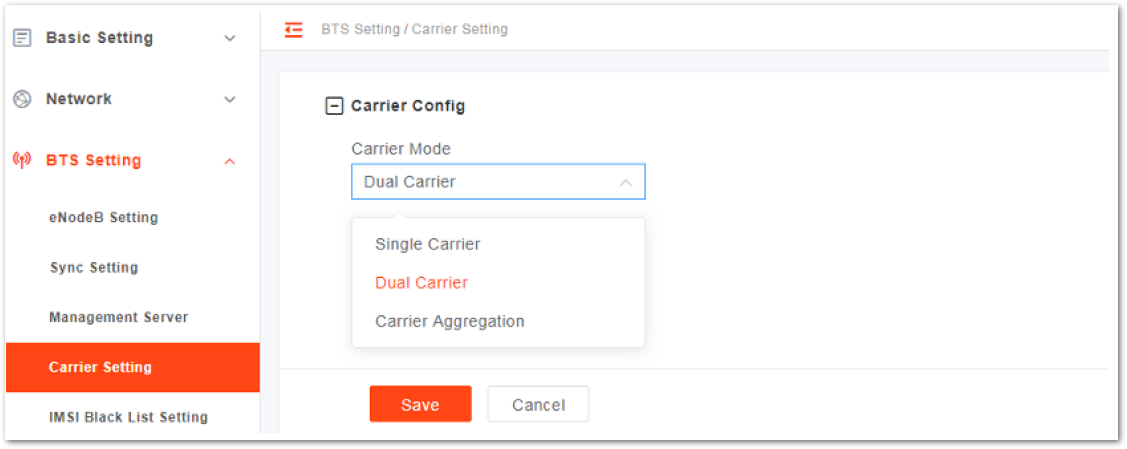 Basic Setting
Network
BTS Setting
eNodeB Setting
Sync Setting
Management Server
Carrier Setting
IMSI Black List Setting
BTS Setting / Carrier Setting
Carrier Config
Carrier Mode
Dual Carrier
Single Carrier
Dual Carrier
Carrier Aggregation
Save
Cancel